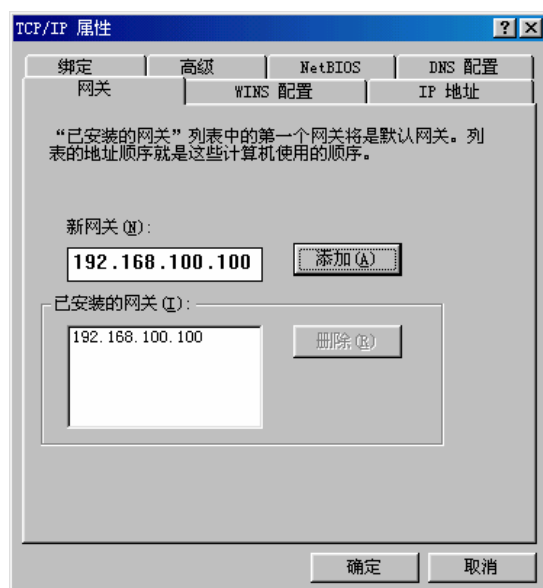 TCP/IP 属性
绑定 高级 NetBIOS DNS 配置
网关 WINS 配置 IP 地址
“已安装的网关”列表中的第一个网关将是默认网关。列
表的地址顺序就是这些计算机使用的顺序。
新网关(N):
192.168.100.100 添加(A)
已安装的网关(I):
192.168.100.100 删除(R)
确定 取消